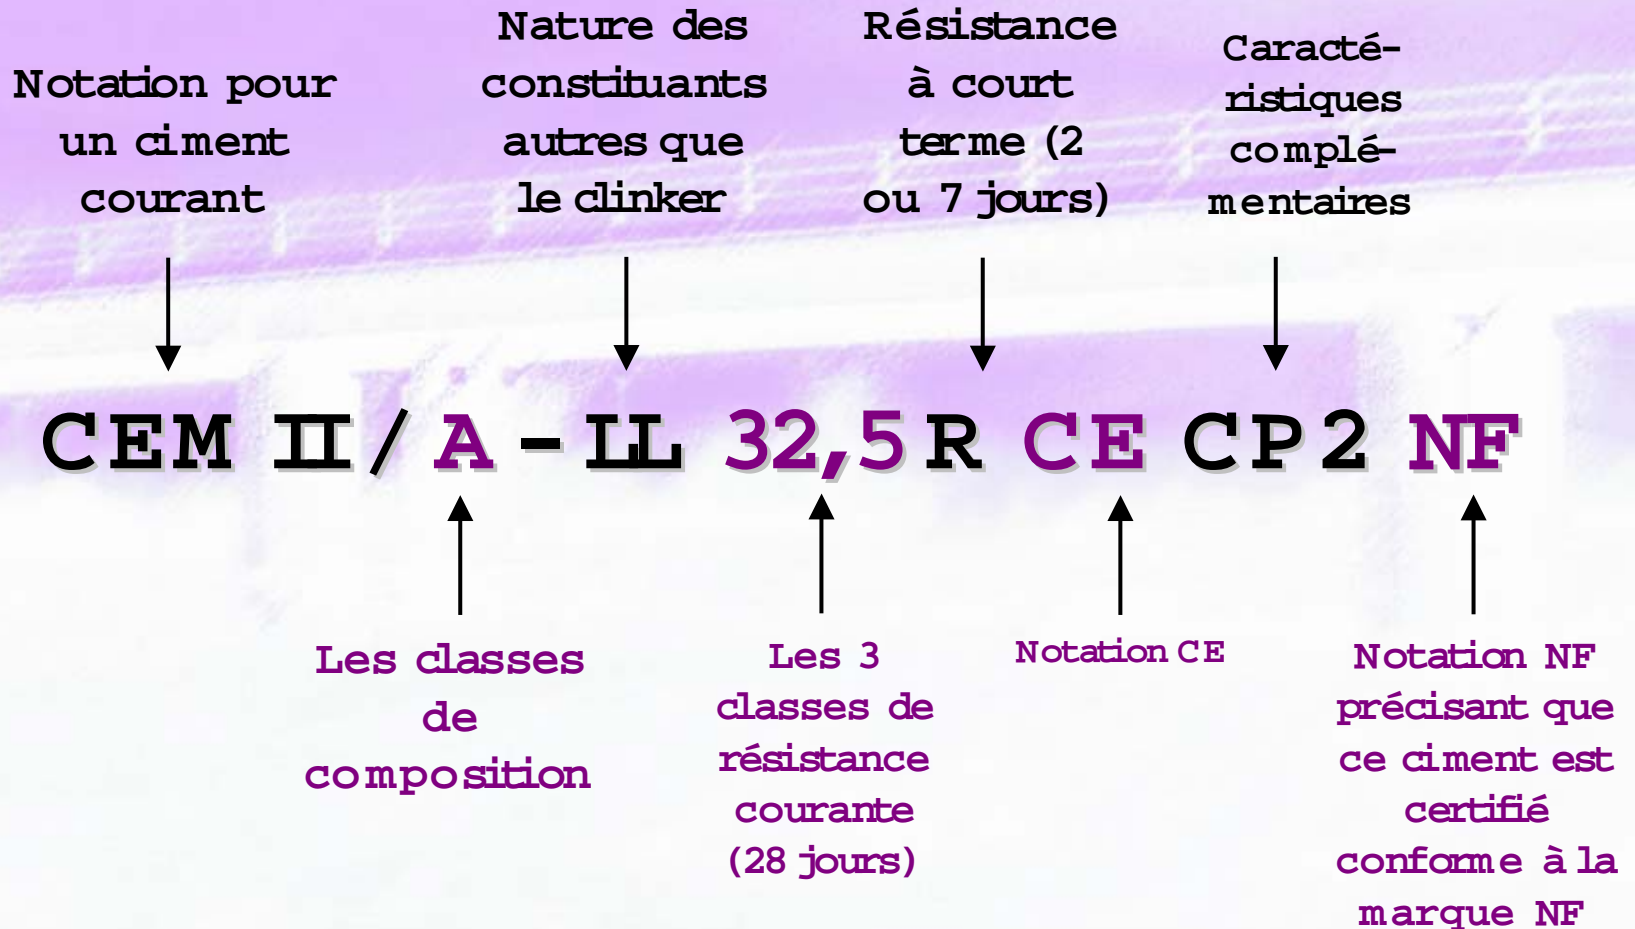 Notation pour
un ciment
courant
Nature des
constituants
autres que
le clinker
Résistance
à court
terme (2
ou 7 jours)
Caracté-
ristiques
complé-
mentaires
CEM II/A-LL 32,5 R CE CP2 NF
Les classes
de
composition
Les 3
classes de
résistance
courante
(28 jours)
Notation CE
Notation NF
précisant que
ce ciment est
certifié
conforme à la
marque NF